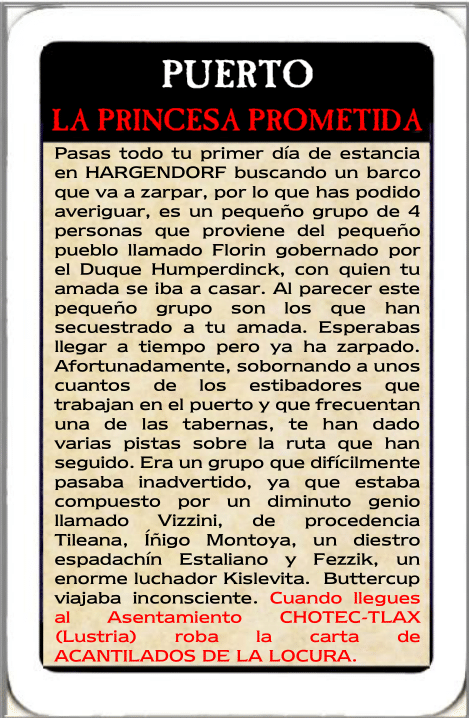 PUERTO
LA PRINCESA PROMETIDA
Pasas todo tu primer día de estancia
en HARGENDORF buscando un barco
que va a zarpar, por lo que has podido
averiguar, es un pequeño grupo de 4
personas que proviene del pequeño
pueblo llamado Florin gobernado por
el Duque Humperdinck, con quien tu
amada se iba a casar. Al parecer este
pequeño grupo son los que han
secuestrado a tu amada. Esperabas
llegar a tiempo pero ya ha zarpado.
Afortunadamente, sobornando a unos
cuantos de los estibadores que
trabajan en el puerto y que frecuentan
una de las tabernas, te han dado
varias pistas sobre la ruta que han
seguido. Era un grupo que difícilmente
pasaba inadvertido, ya que estaba
compuesto por un diminuto genio
llamado Vizzini, de procedencia
Tileana, Íñigo Montoya, un diestro
espadachín Estaliano y Fezzik, un
enorme luchador Kislevita. Buttercup
viajaba inconsciente. Cuando llegues
al Asentamiento CHOTEC-TLAX
(Lustria) roba la carta de
ACANTILADOS DE LA LOCURA.